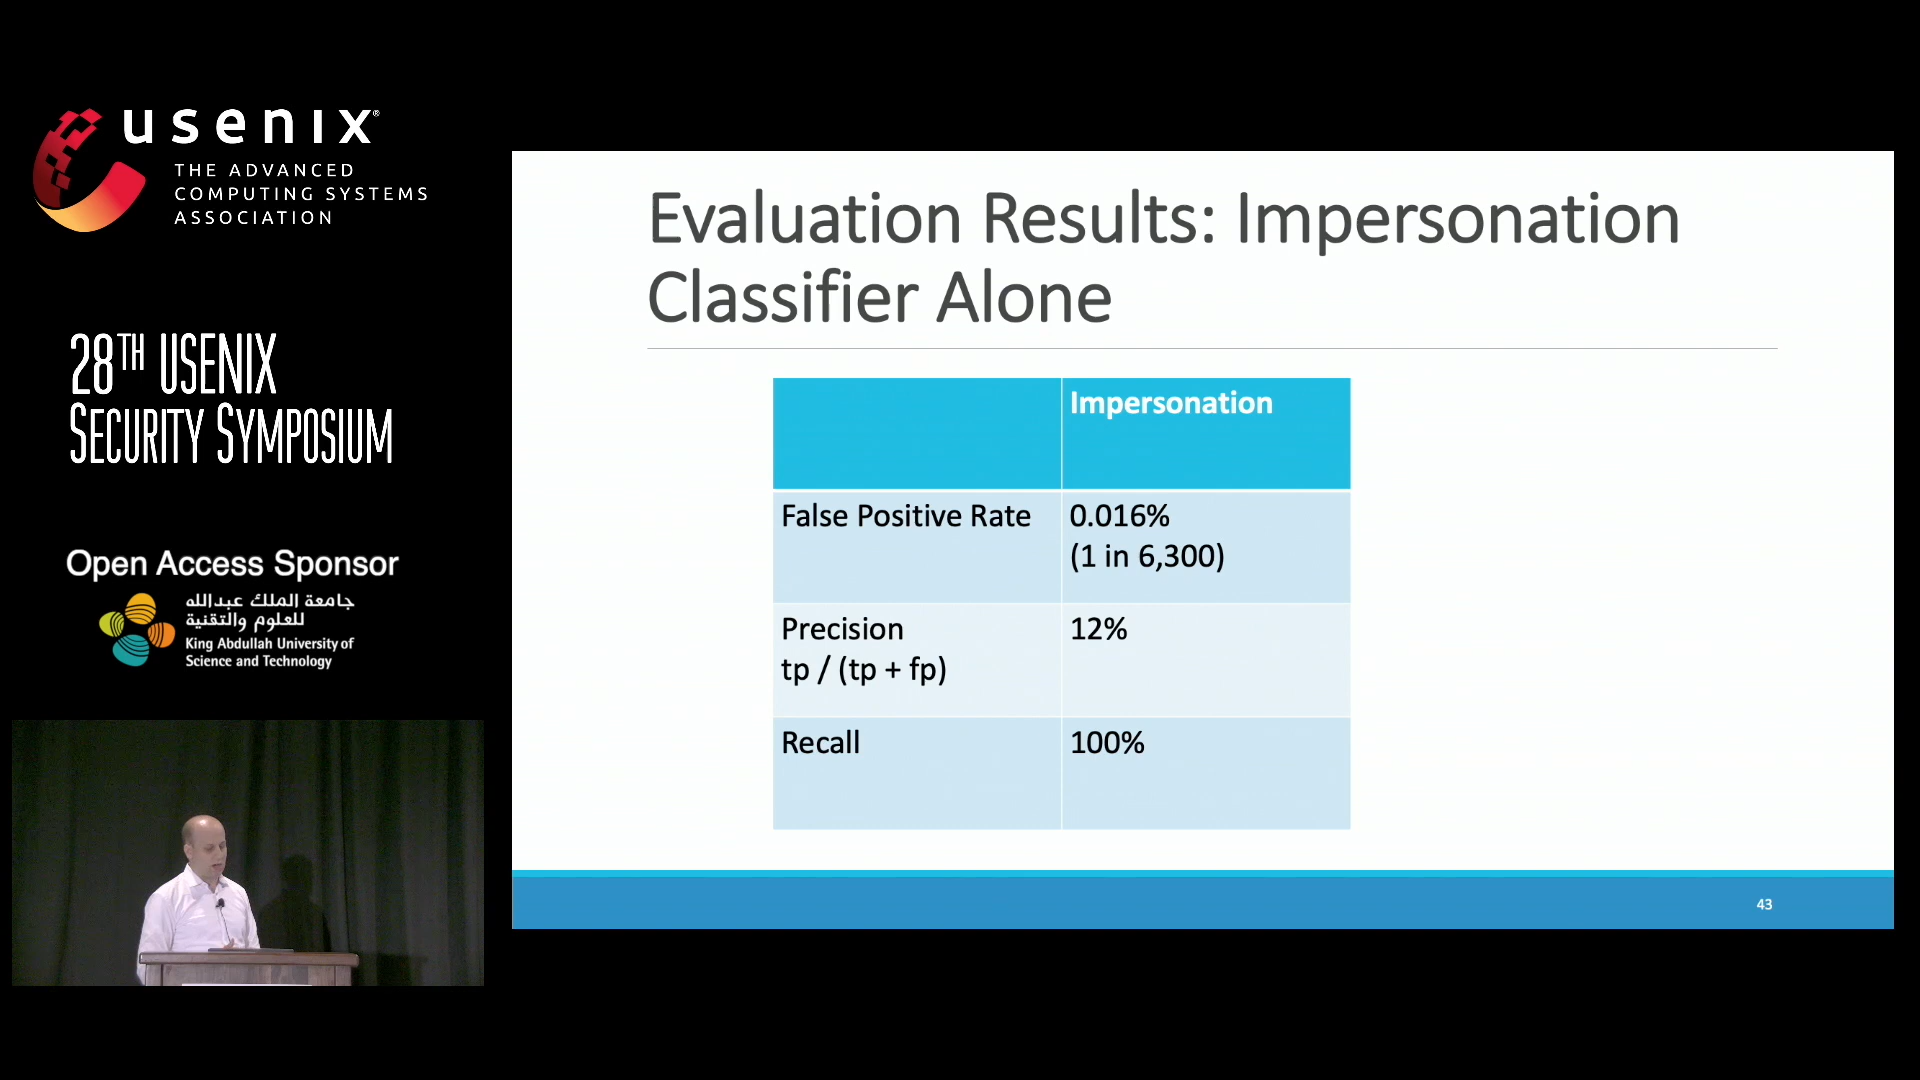 usenix®
THE ADVANCED
COMPUTING SYSTEMS
ASSOCIATION
28TH USENIX
SECURITY SYMPOSIUM
Open Access Sponsor
جامعة الملك عبدالله
للعلوم والتقنية
King Abdullah University of
Science and Technology
Evaluation Results: Impersonation
Classifier Alone
Impersonation
False Positive Rate
0.016%
(1 in 6,300)
Precision
tp / (tp + fp)
12%
Recall
100%
43